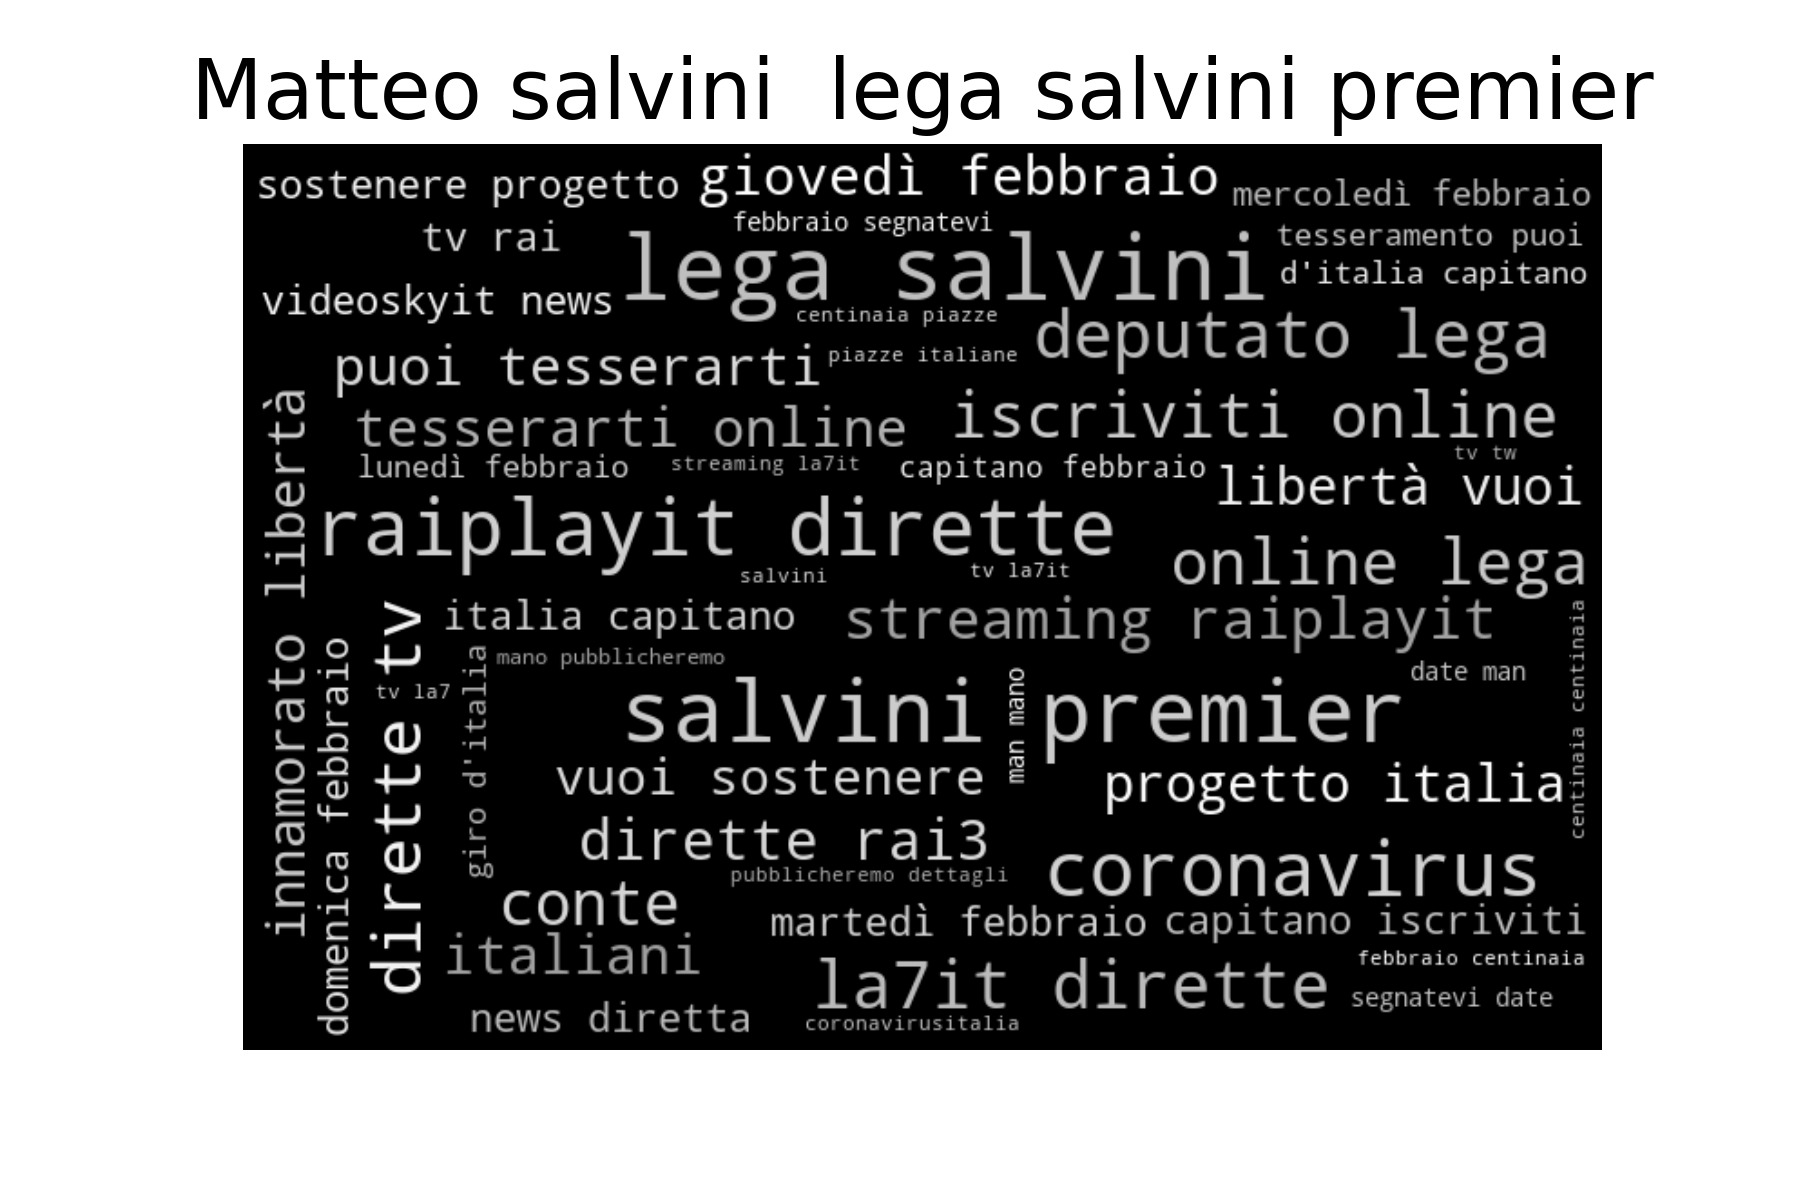 Matteo salvini  lega salvini premier
sostenere progetto
giovedì febbraio
mercoledì febbraio
tv rai
febbraio segnatevi
lega salvini
tesseramento puoi
d'italia capitano
videoskyit news
centinaia piazze
deputato lega
puoi tesserarti
piazze italiane
tesserarti online
iscriviti online
tv tw
lunedì febbraio
streaming la7it
capitano febbraio
libertà vuoi
innamorato libertà
raiplayit dirette
online lega
salvini
tv la7it
italia capitano
streaming raiplayit
mano pubblicheremo
date man
centinaia centinaia
domenica febbraio
dirette tv
tv la7
giro d'italia
salvini premier
man mano
vuoi sostenere
progetto italia
dirette rai3
pubblicheremo dettagli
coronavirus
conte
martedì febbraio
capitano iscriviti
italiani
la7it dirette
febbraio centinaia
segnatevi date
news diretta
coronavirusitalia